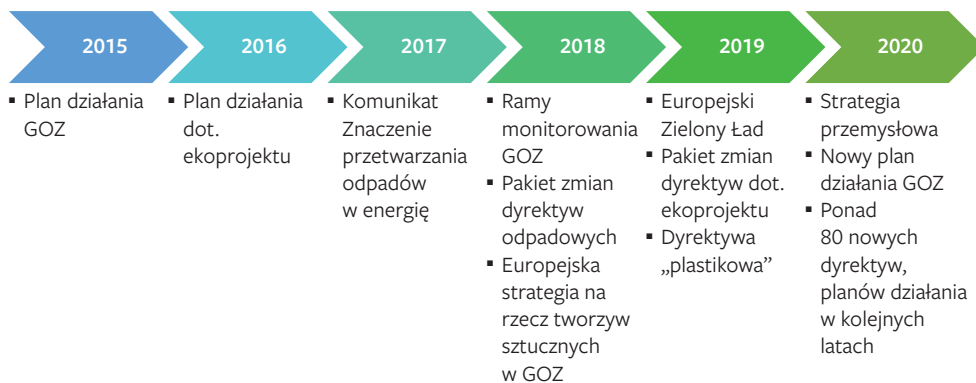 2015
▪ Plan działania
GOZ
2016
▪ Plan działania
dot.
ekoprojektu
2017
▪ Komunikat
Znaczenie
przetwarzania
odpadów
w energię
2018
▪ Ramy
monitorowania
GOZ
▪ Pakiet zmian
dyrektyw
odpadowych
▪ Europejska
strategia na
rzecz tworzyw
sztucznych
w GOZ
2019
▪ Europejski
Zielony Ład
▪ Pakiet zmian
dyrektyw dot.
ekoprojektu
▪ Dyrektywa
„plastikowa”
2020
▪ Strategia
przemysłowa
▪ Nowy plan
działania GOZ
▪ Ponad
80 nowych
dyrektyw,
planów działania
w kolejnych
latach